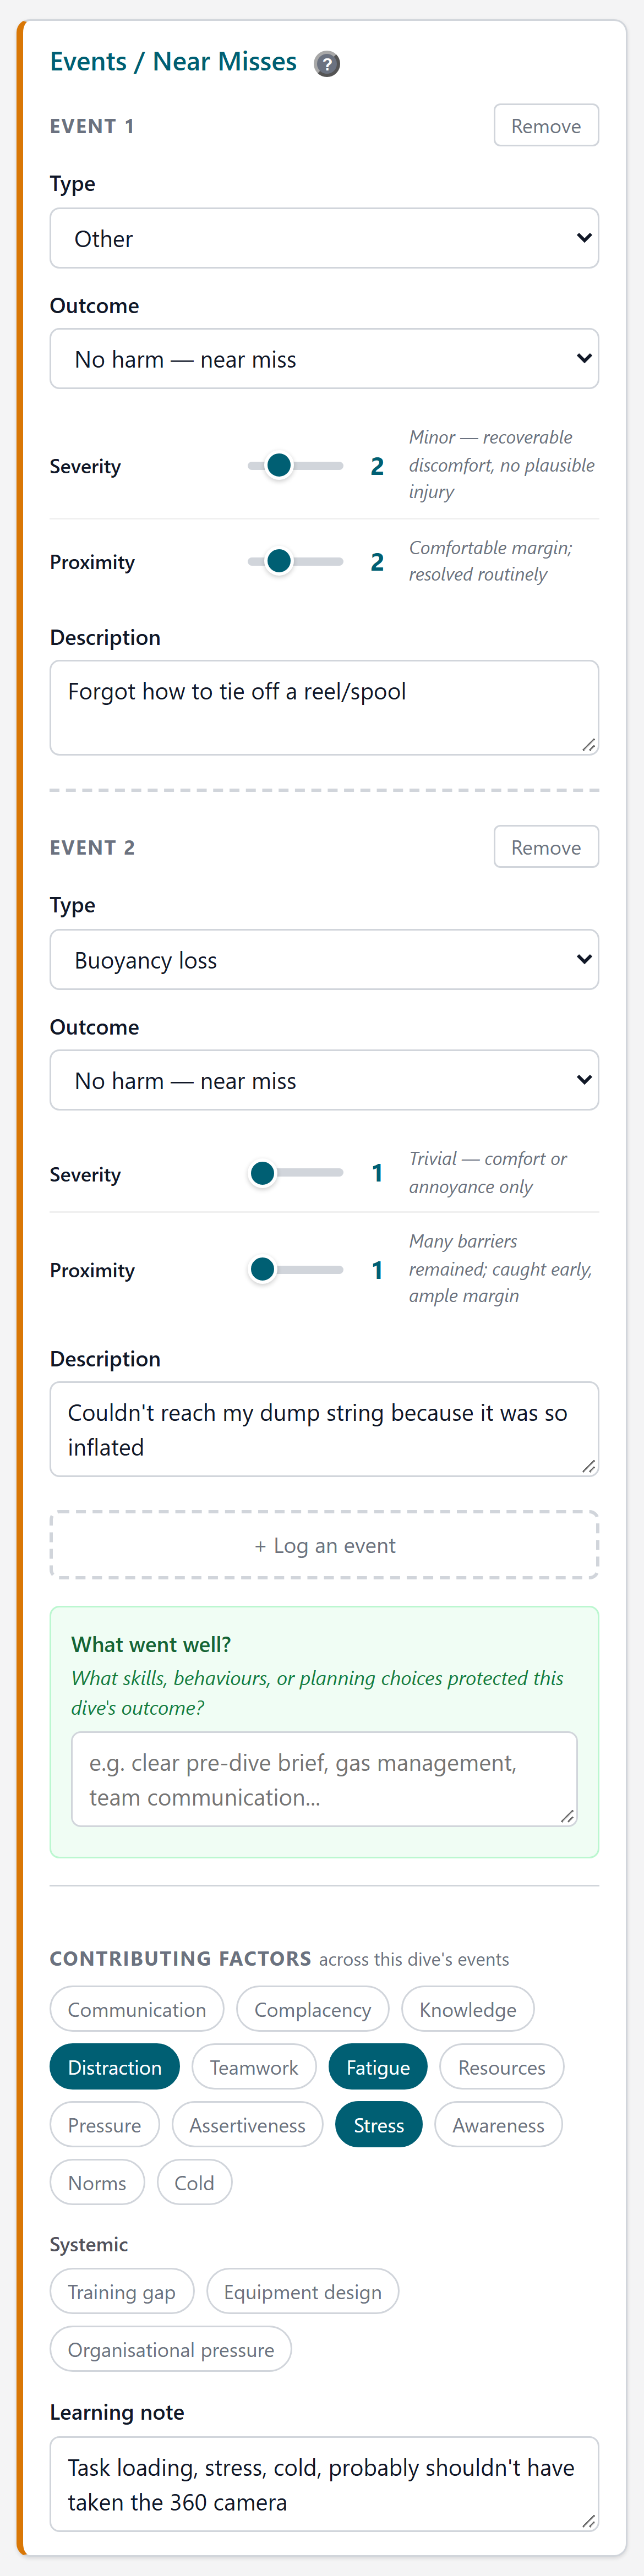 Events / Near Misses ?
EVENT 1
Remove
Type
Other
Outcome
No harm — near miss
Severity
2
Minor — recoverable
discomfort, no plausible
injury
Proximity
2
Comfortable margin;
resolved routinely
Description
Forgot how to tie off a reel/spool
EVENT 2
Remove
Type
Buoyancy loss
Outcome
No harm — near miss
Severity
1
Trivial — comfort or
annoyance only
Proximity
1
Many barriers
remained; caught early,
ample margin
Description
Couldn't reach my dump string because it was so
inflated
+ Log an event
What went well?
What skills, behaviours, or planning choices protected this
dive's outcome?
e.g. clear pre-dive brief, gas management,
team communication...
CONTRIBUTING FACTORS across this dive's events
Communication Complacency Knowledge
Distraction Teamwork Fatigue Resources
Pressure Assertiveness Stress Awareness
Norms Cold
Systemic
Training gap Equipment design
Organisational pressure
Learning note
Task loading, stress, cold, probably shouldn't have
taken the 360 camera